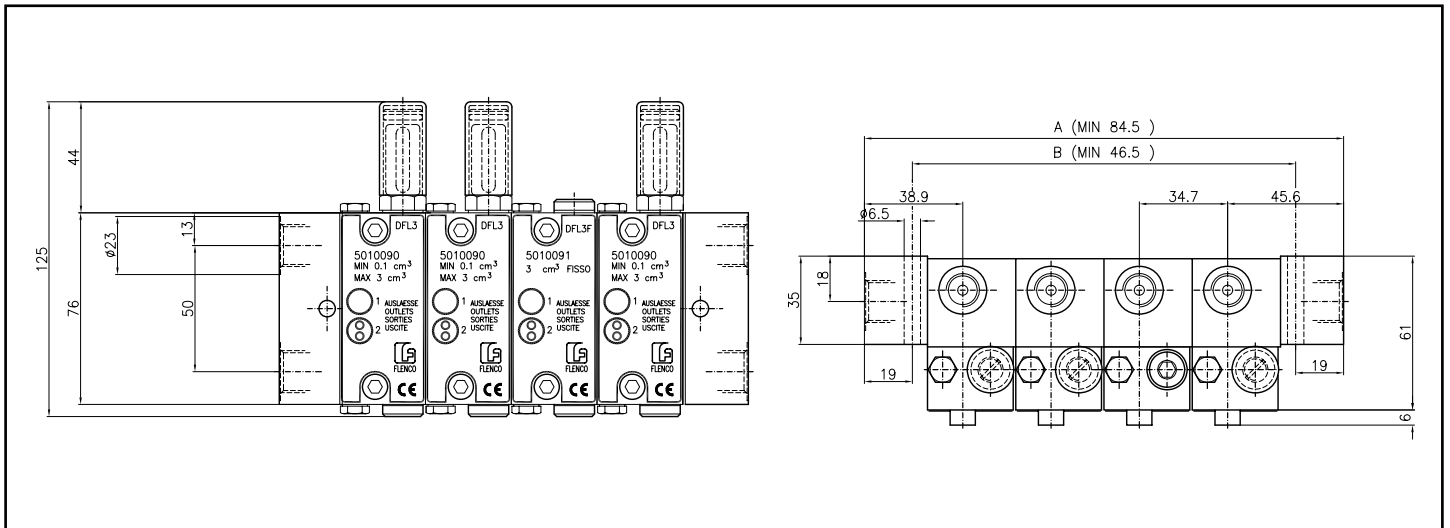 44
125
76
ø23
13
50
DFL3
5010090
MIN 0.1 cm³
MAX 3 cm³
1
2
AUSLAESSE
OUTLETS
SORTIES
USCITE
FLENCO
CE
DFL3
5010090
MIN 0.1 cm³
MAX 3 cm³
1
2
AUSLAESSE
OUTLETS
SORTIES
USCITE
FLENCO
CE
DFL3F
5010091
3 cm³ FISSO
1
2
AUSLAESSE
OUTLETS
SORTIES
USCITE
FLENCO
CE
DFL3
5010090
MIN 0.1 cm³
MAX 3 cm³
1
2
AUSLAESSE
OUTLETS
SORTIES
USCITE
FLENCO
CE
A (MIN 84.5 )
B (MIN 46.5 )
38.9
34.7
45.6
ø6.5
18
35
61
19
19
6